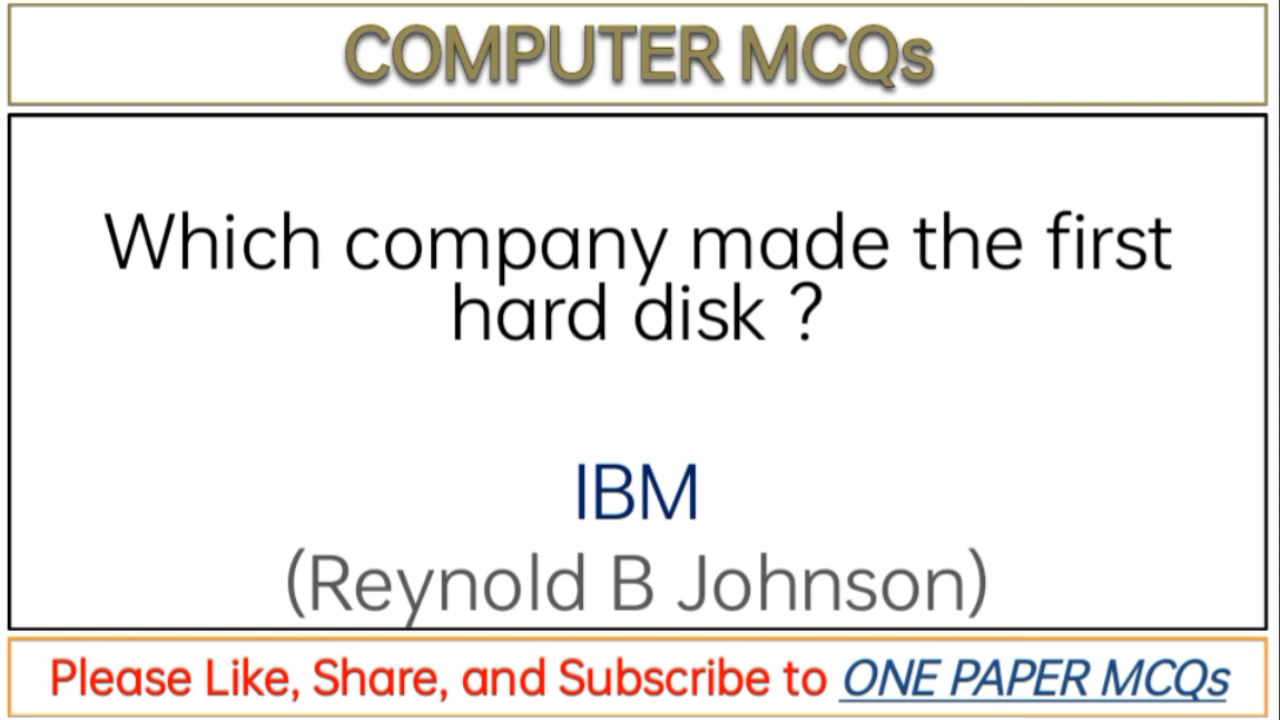 COMPUTER MCQs
Which company made the first
hard disk ?
IBM
(Reynold B Johnson)
Please Like, Share, and Subscribe to ONE PAPER MCQs